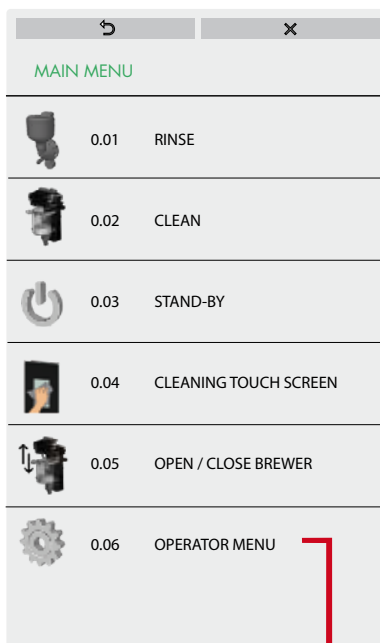 MAIN MENU
0.01 RINSE
0.02 CLEAN
0.03 STAND-BY
0.04 CLEANING TOUCH SCREEN
0.05 OPEN / CLOSE BREWER
0.06 OPERATOR MENU